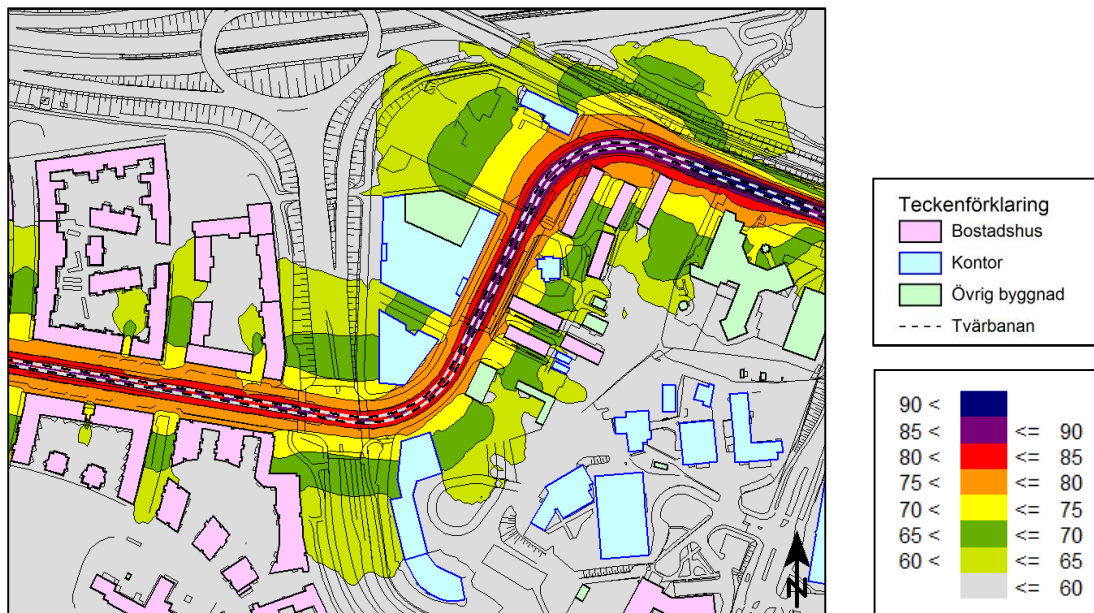 Teckenförklaring
Bostadshus
Kontor
Övrig byggnad
Tvärbanan
90 <
85 < <= 90
80 < <= 85
75 < <= 80
70 < <= 75
65 < <= 70
60 < <= 65
<= 60
N